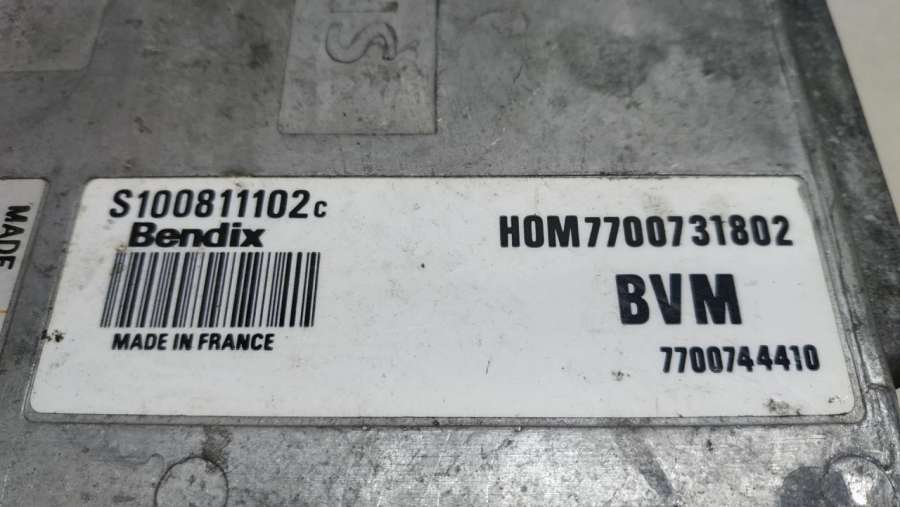 S100811102c
Bendix
MADE IN FRANCE
HOM7700731802
BVM
7700744410
MADE